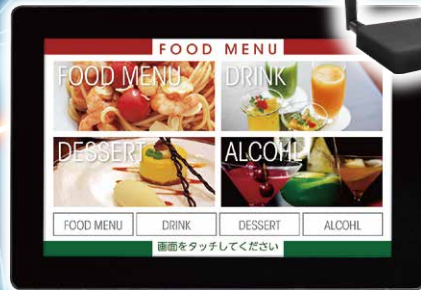 FOOD MENU
FOOD MENU
DRINK
DESSERT
ALCOHL
FOOD MENU
DRINK
DESSERT
ALCOHL
画面をタッチしてください